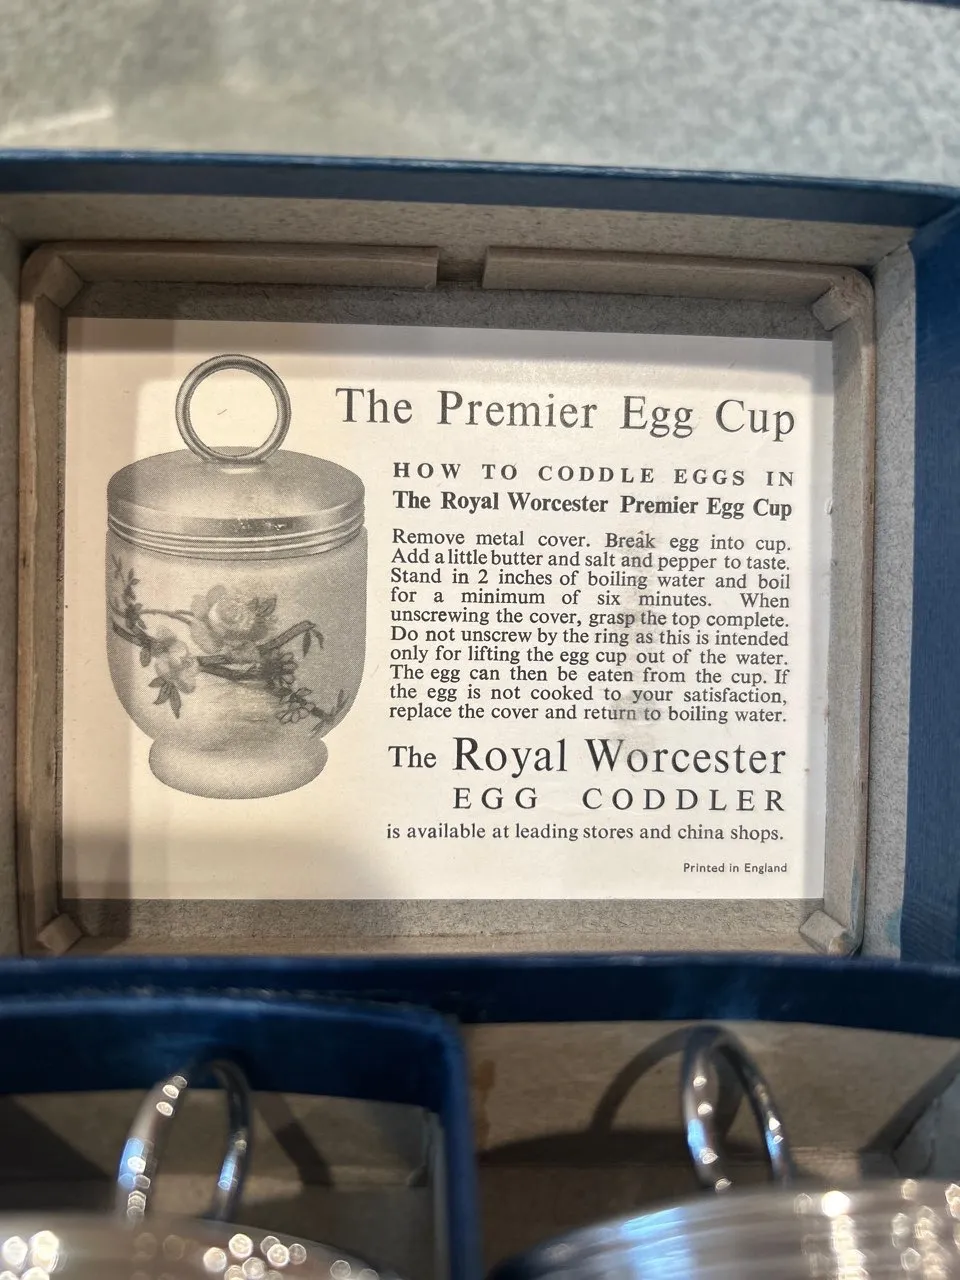 The Premier Egg Cup
HOW TO CODDLE EGGS IN
The Royal Worcester Premier Egg Cup
Remove metal cover. Break egg into cup.
Add a little butter and salt and pepper to taste.
Stand in 2 inches of boiling water and boil
for a minimum of six minutes. When
unscrewing the cover, grasp the top complete.
Do not unscrew by the ring as this is intended
only for lifting the egg cup out of the water.
The egg can then be eaten from the cup. If
the egg is not cooked to your satisfaction,
replace the cover and return to boiling water.
The Royal Worcester
EGG CODDLER
is available at leading stores and china shops.
Printed in England